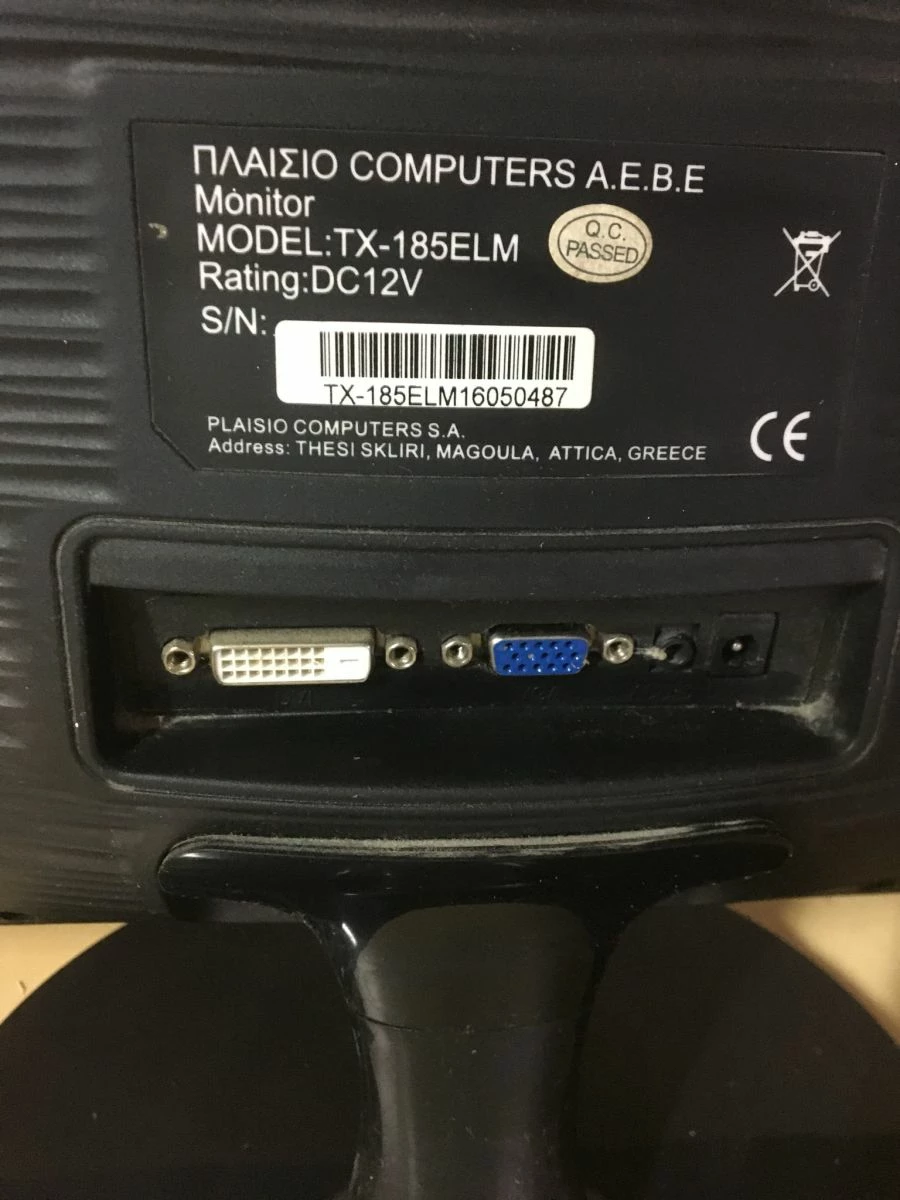 ΠΛΑΙΣΙΟ COMPUTERS A.E.B.E
Monitor
MODEL:TX-185ELM
Q.C.
PASSED
Rating:DC12V
S/N:
TX-185ELM16050487
PLAISIO COMPUTERS S.A.
Address: THESI SKLIRI, MAGOULA, ATTICA, GREECE
CE